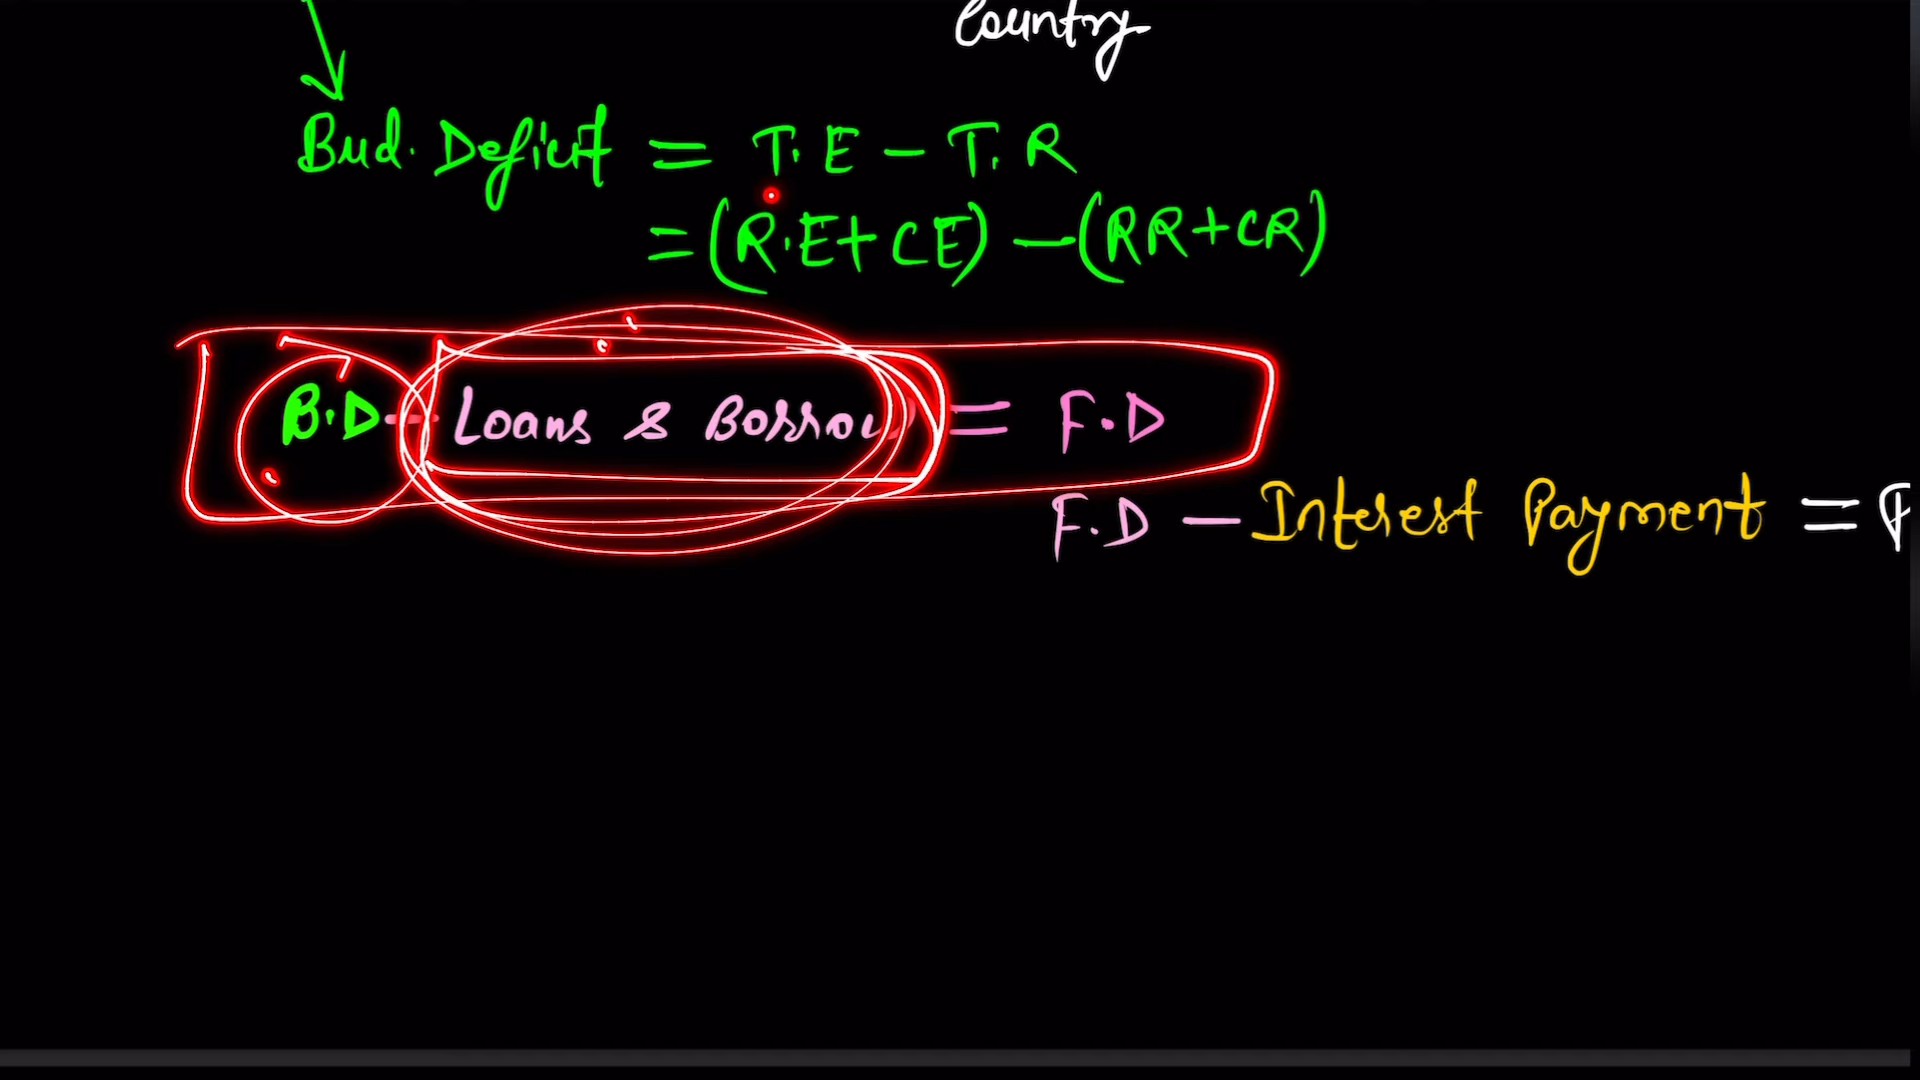 Country
Bud. Deficit = T.E - T.R
= (R.E + CE) - (RR + CR)
B.D Loans & Borrow = F.D
F.D - Interest Payment =